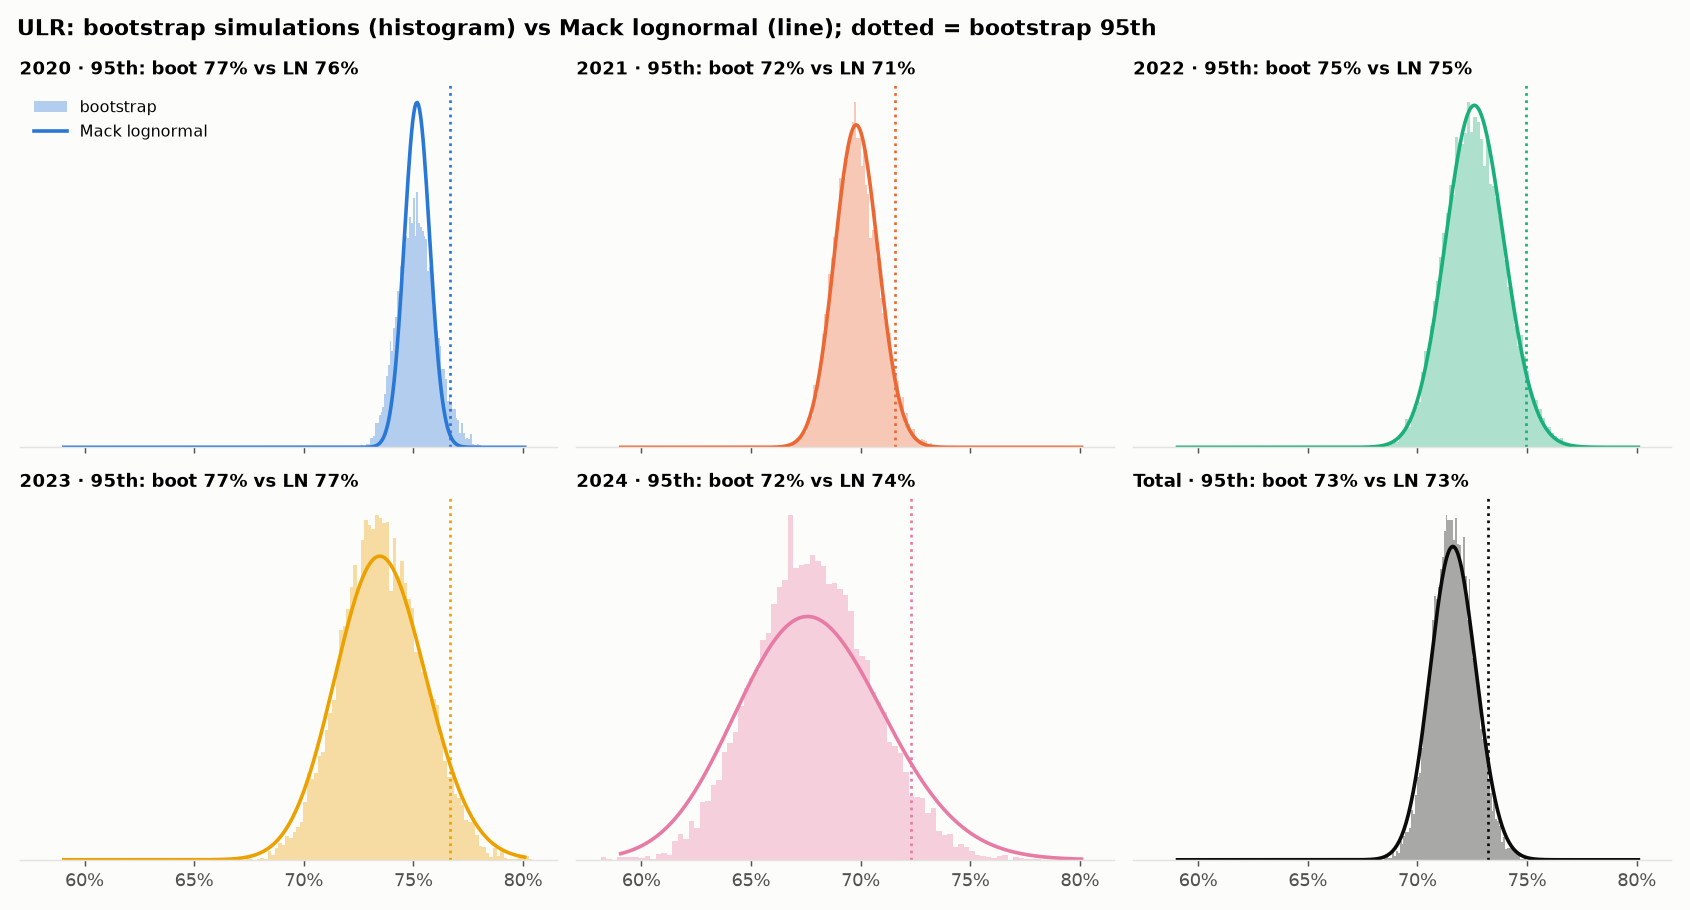 ULR: bootstrap simulations (histogram) vs Mack lognormal (line); dotted = bootstrap 95th
2020 · 95th: boot 77% vs LN 76%
2021 · 95th: boot 72% vs LN 71%
2022 · 95th: boot 75% vs LN 75%
bootstrap
Mack lognormal
2023 · 95th: boot 77% vs LN 77%
2024 · 95th: boot 72% vs LN 74%
Total · 95th: boot 73% vs LN 73%
60% 65% 70% 75% 80%
60% 65% 70% 75% 80%
60% 65% 70% 75% 80%